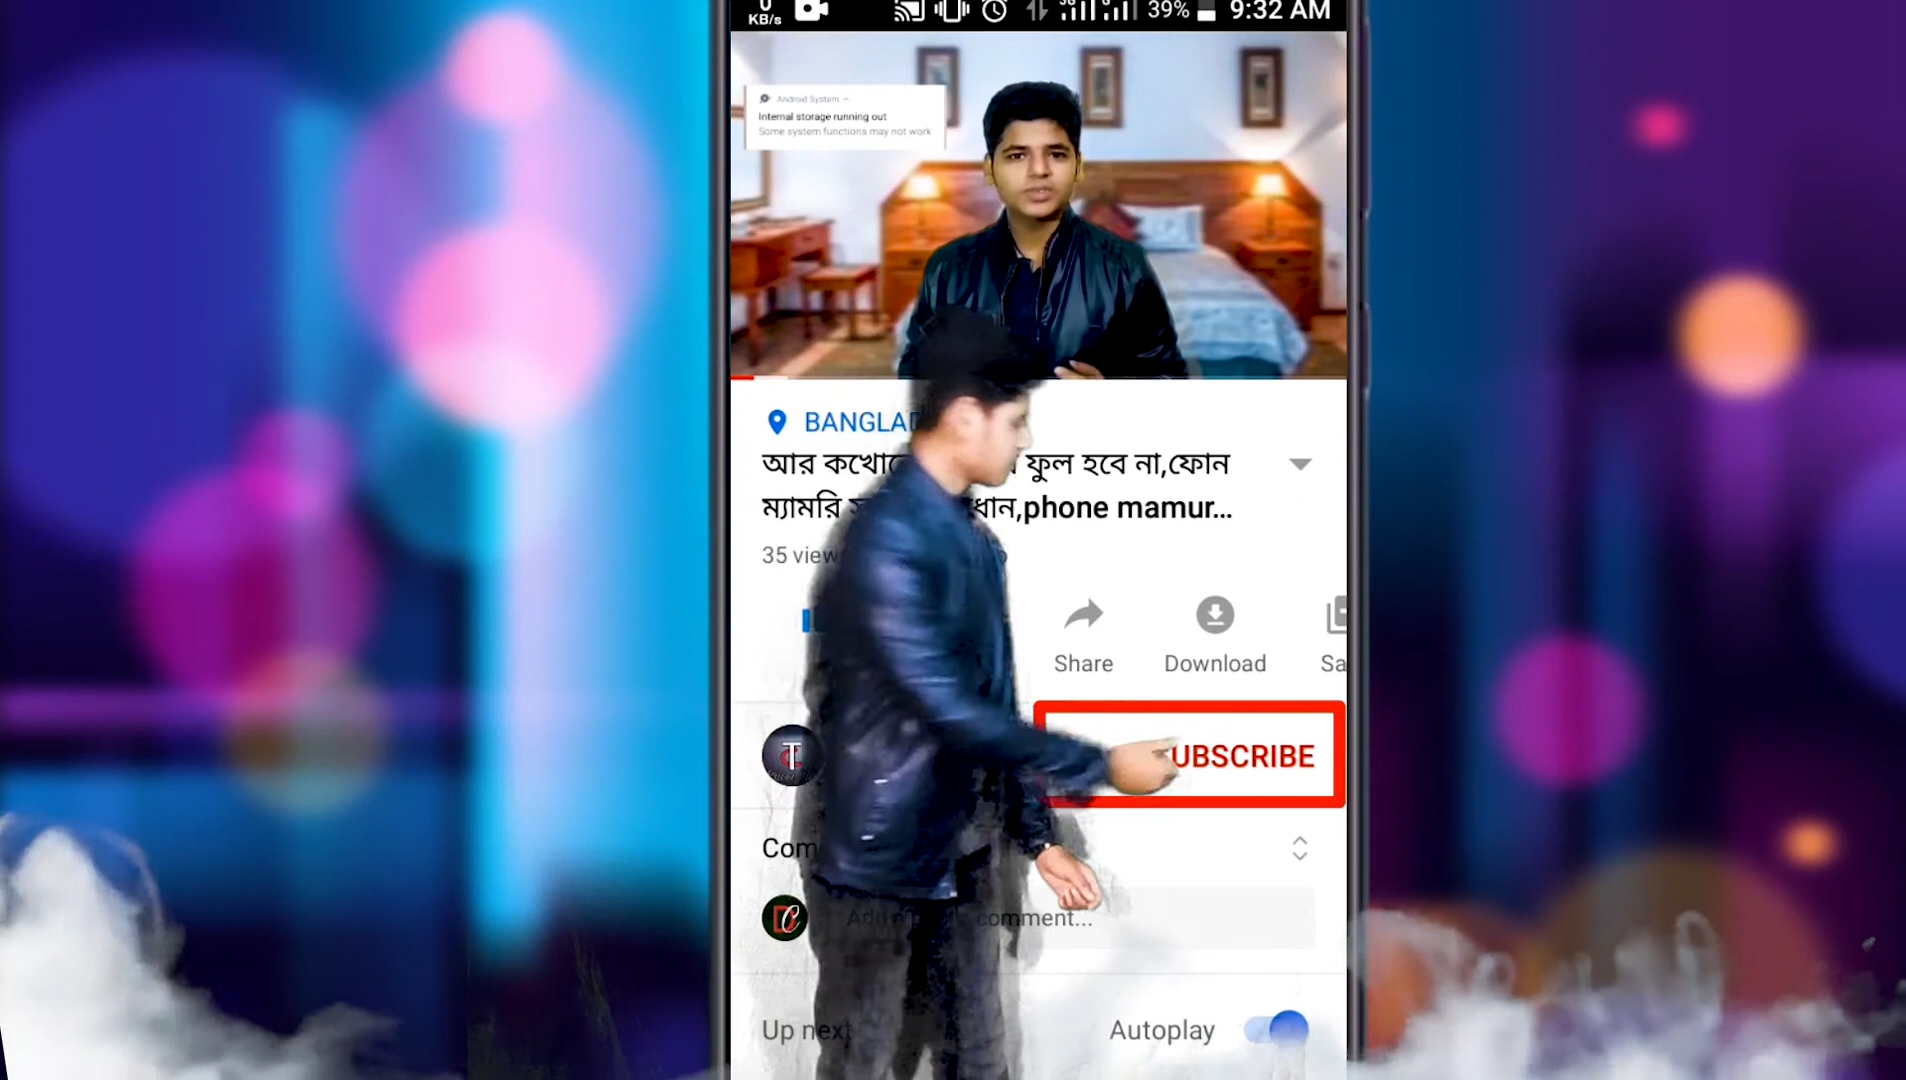 0
KB/s
39%
9:32 AM
Android System
Internal storage running out
Some system functions may not work
BANGLAD
আর ফুল হবে না,ফোন
ম্যামরি phone mamur...
35 view
Share
Download
Sa
UBSCRIBE
Com
comment...
Up next
Autoplay